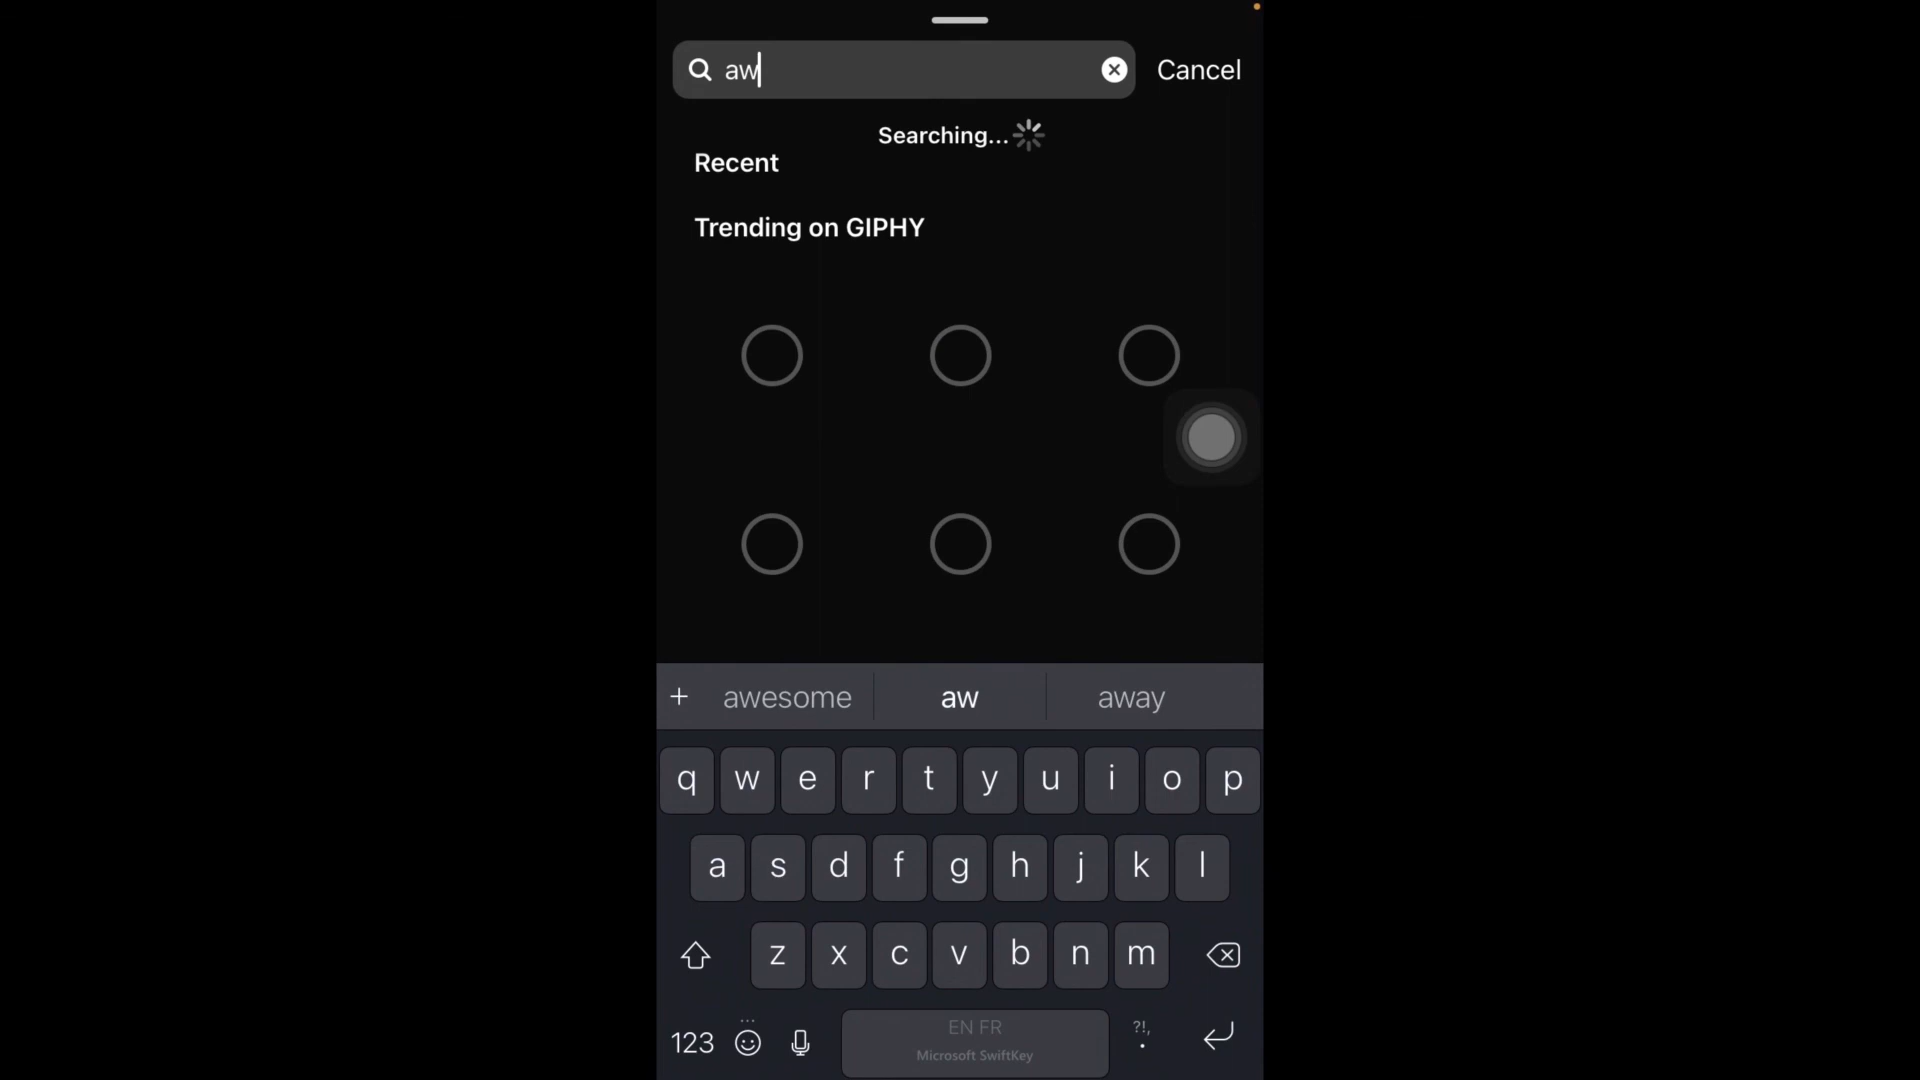 aw
Cancel
Searching...
Recent
Trending on GIPHY
+ awesome aw away
q w e r t y u i o p
a s d f g h j k l
z x c v b n m
123 EN FR ?!,
Microsoft SwiftKey .